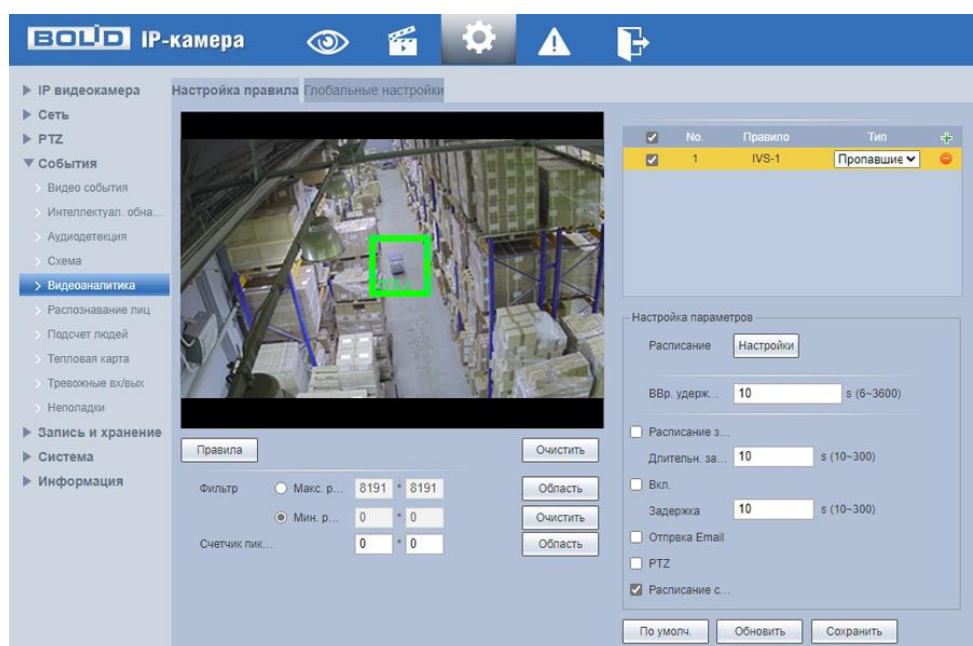 BOLID IP-камера
IP видеокамера
Сеть
PTZ
События
Видео события
Интеллектуал. обна...
Аудиодетекция
Схема
Видеоаналитика
Распознавание лиц
Подсчет людей
Тепловая карта
Тревожные вх/вых
Неполадки
Запись и хранение
Система
Информация
Настройка правила Глобальные настройки
Правила Очистить
Фильтр Макс. р... 8191 * 8191 Область
Мин. р... 0 * 0 Очистить
Счетчик пик... 0 * 0 Область
No. Правило Тип
1 IVS-1 Пропавшие
Настройка параметров
Расписание Настройки
ВВр. удерж... 10 s (6~3600)
Расписание з...
Длительн. за... 10 s (10~300)
Вкл.
Задержка 10 s (10~300)
Отпрвка Email
PTZ
Расписание с...
По умолч. Обновить Сохранить